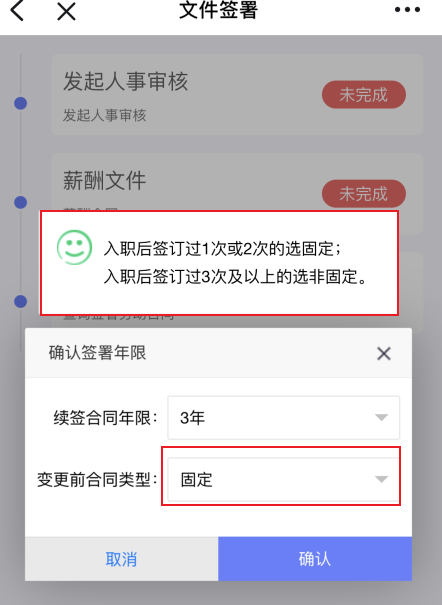 文件签署
发起人事审核
未完成
发起人事审核
薪酬文件
未完成
入职后签订过1次或2次的选固定；
入职后签订过3次及以上的选非固定。
确认签署年限
续签合同年限：
3年
变更前合同类型：
固定
取消
确认